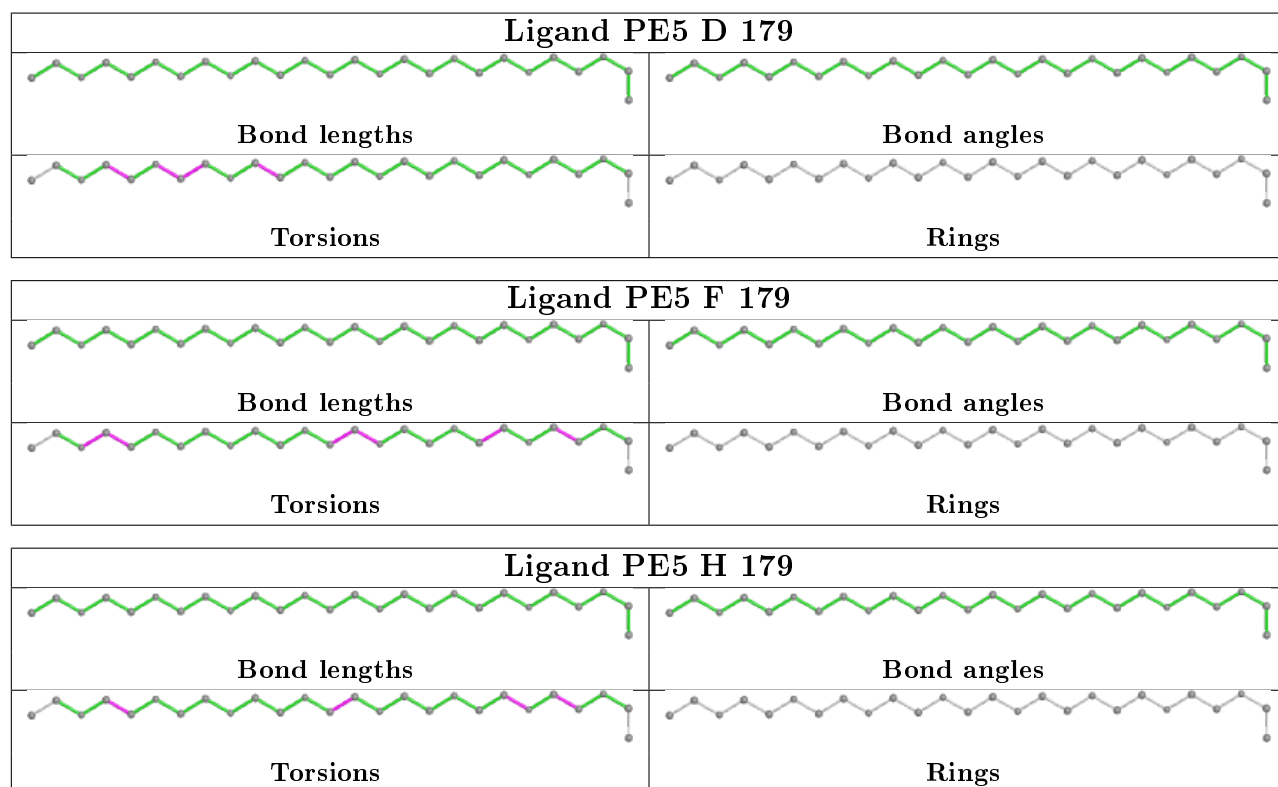 Ligand PE5 D 179
Bond lengths
Bond angles
Torsions
Rings
Ligand PE5 F 179
Bond lengths
Bond angles
Torsions
Rings
Ligand PE5 H 179
Bond lengths
Bond angles
Torsions
Rings